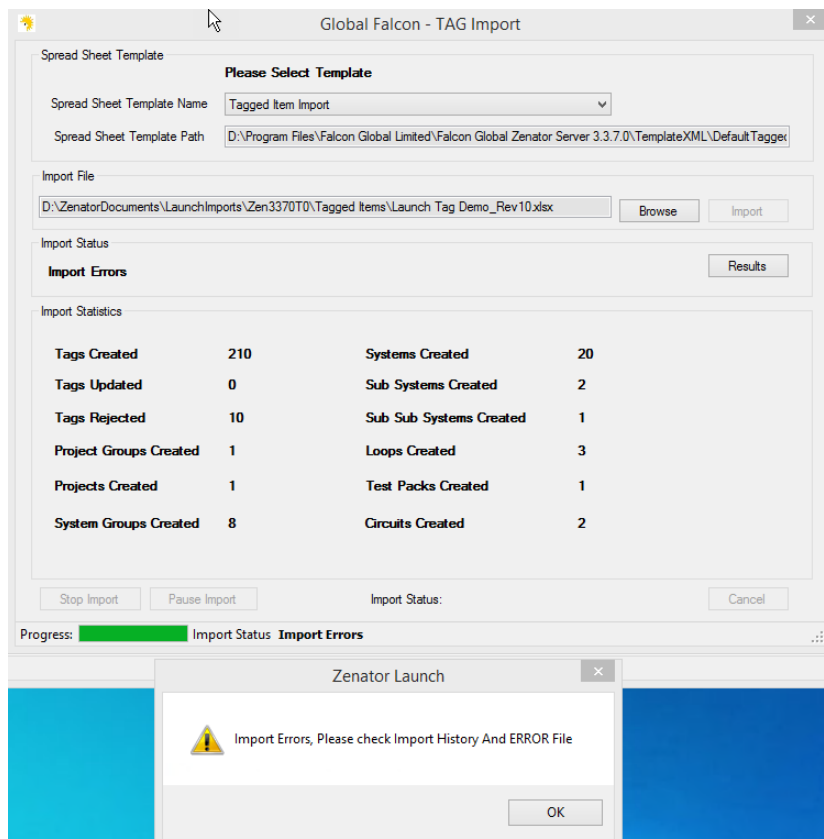 Global Falcon - TAG Import
Spread Sheet Template
Please Select Template
Spread Sheet Template Name Tagged Item Import
Spread Sheet Template Path D:\Program Files\Falcon Global Limited\Falcon Global Zenator Server 3.3.7.0\TemplateXML\DefaultTagged
Import File
D:\ZenatorDocuments\LaunchImports\Zen3370T0\Tagged Items\Launch Tag Demo_Rev10.xlsx Browse Import
Import Status
Import Errors Results
Import Statistics
Tags Created 210 Systems Created 20
Tags Updated 0 Sub Systems Created 2
Tags Rejected 10 Sub Sub Systems Created 1
Project Groups Created 1 Loops Created 3
Projects Created 1 Test Packs Created 1
System Groups Created 8 Circuits Created 2
Stop Import Pause Import Import Status: Cancel
Progress: Import Status Import Errors
Zenator Launch
Import Errors, Please check Import History And ERROR File
OK